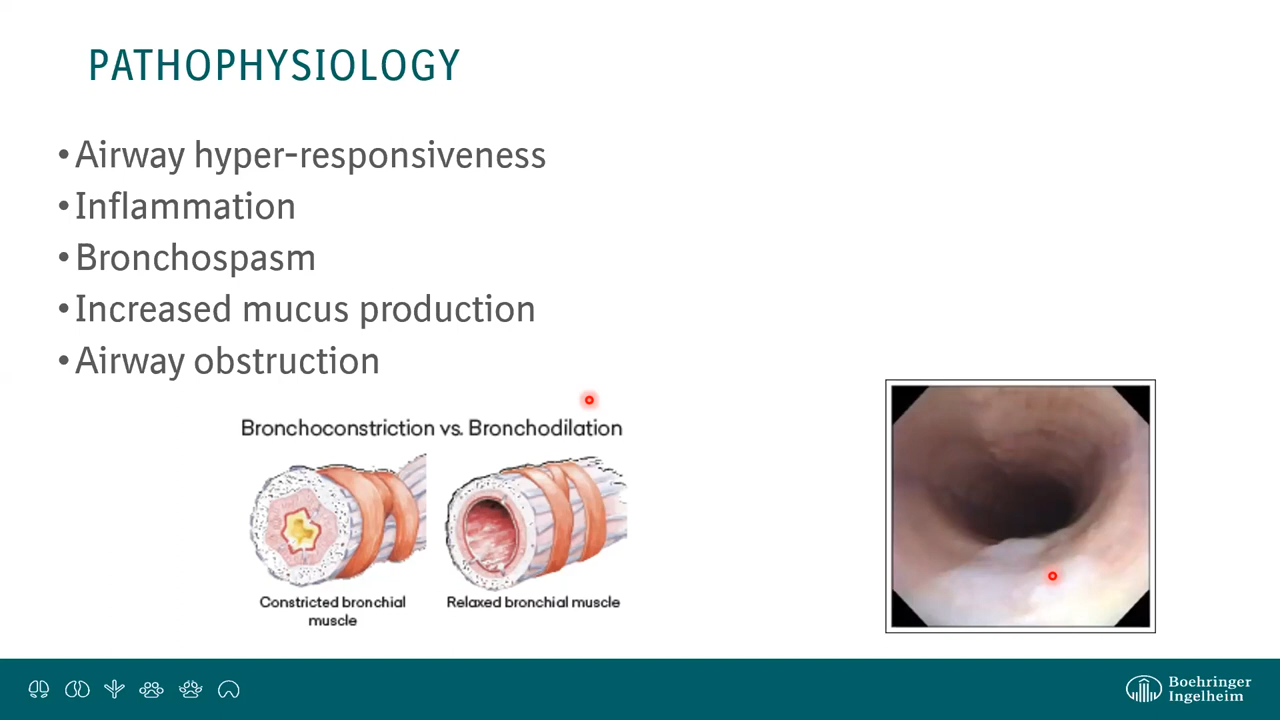 PATHOPHYSIOLOGY
•Airway hyper-responsiveness
•Inflammation
•Bronchospasm
•Increased mucus production
•Airway obstruction
Bronchoconstriction vs. Bronchodilation
Constricted bronchial
muscle
Relaxed bronchial muscle
Boehringer
Ingelheim